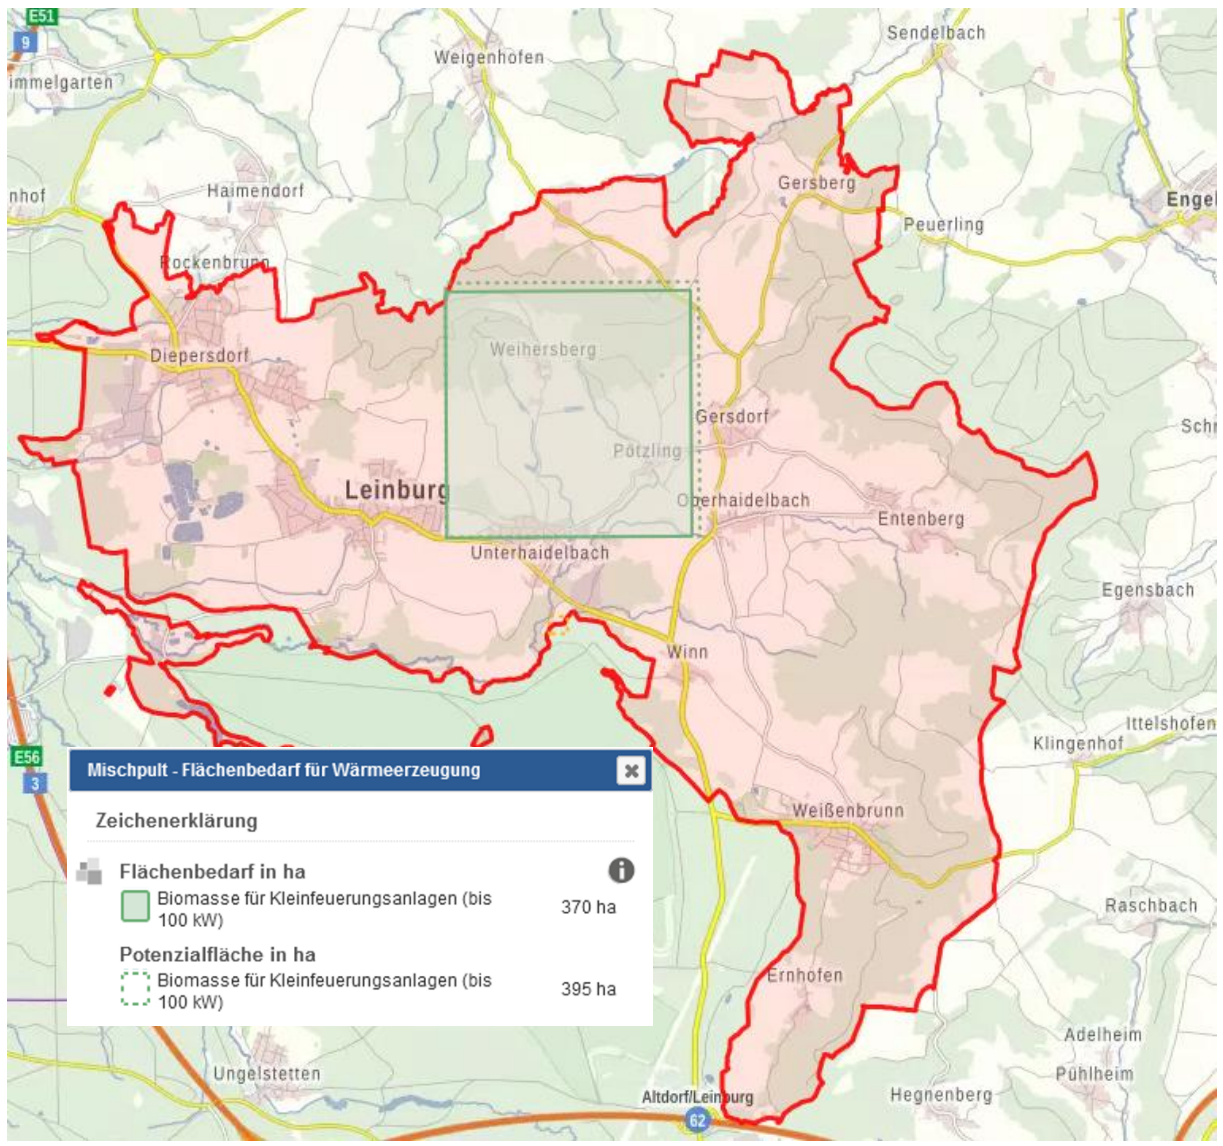 E51
9
immelgarten
Weigenhofen
Sendelbach
nhof
Haimendorf
Gersberg
Engel
Peuerling
Rockenbrunn
Diepersdorf
Weihersberg
Gersdorf
Schr
Pötzling
Leinburg
Oberhaidelbach
Entenberg
Unterhaidelbach
Egensbach
Winn
Ittelshofen
Klingenhof
E56
3
Mischpult - Flächenbedarf für Wärmeerzeugung
Zeichenerklärung
Weißenbrunn
Flächenbedarf in ha
Biomasse für Kleinfeuerungsanlagen (bis
100 kW)
370 ha
Raschbach
Potenzialfläche in ha
Biomasse für Kleinfeuerungsanlagen (bis
100 kW)
395 ha
Ernhofen
Adelheim
Ungelstetten
Pühlheim
Altdorf/Leinburg
Hegnenberg
62